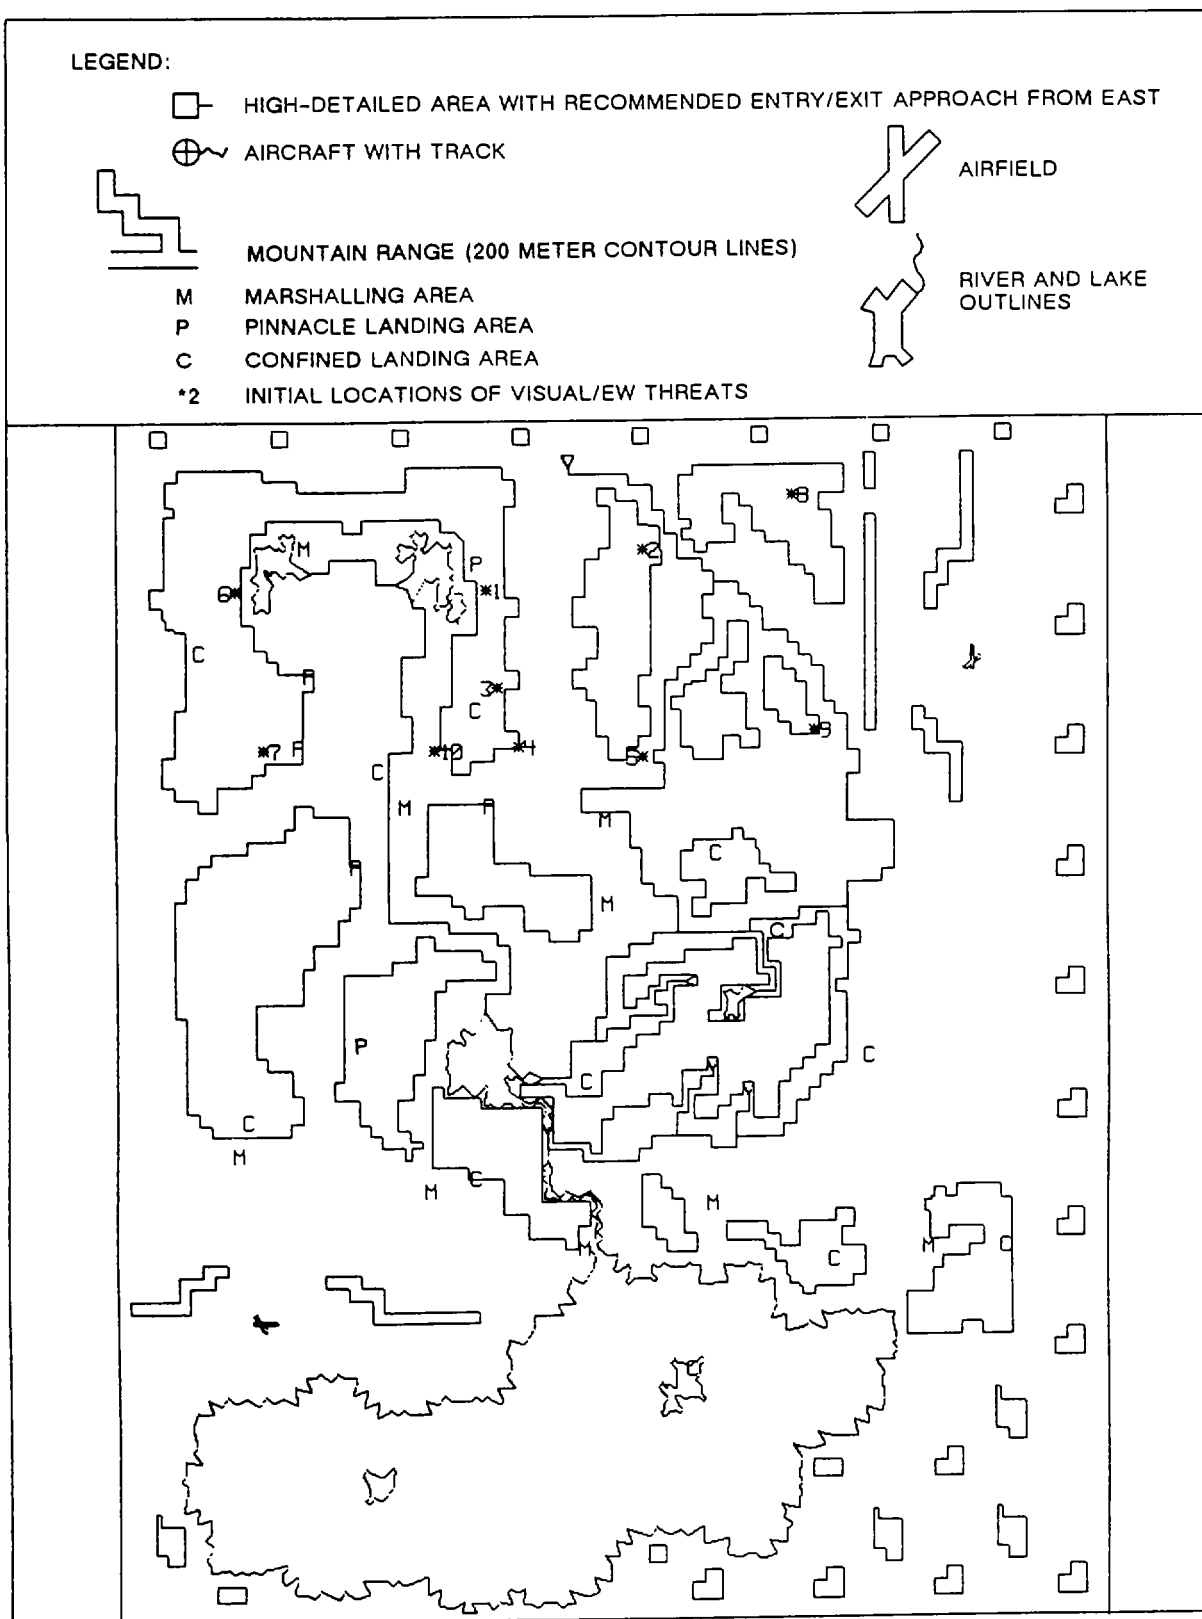 LEGEND:
HIGH-DETAILED AREA WITH RECOMMENDED ENTRY/EXIT APPROACH FROM EAST
AIRCRAFT WITH TRACK
AIRFIELD
MOUNTAIN RANGE (200 METER CONTOUR LINES)
RIVER AND LAKE
OUTLINES
M MARSHALLING AREA
P PINNACLE LANDING AREA
C CONFINED LANDING AREA
*2 INITIAL LOCATIONS OF VISUAL/EW THREATS
*8
M
*2
P
6*
*1
C
P
3*
C
*9
*7
P
*10
*4
5*
C
M
P
M
C
P
M
C
P
C
C
C
M
M
C
M
M
C
M
C
C